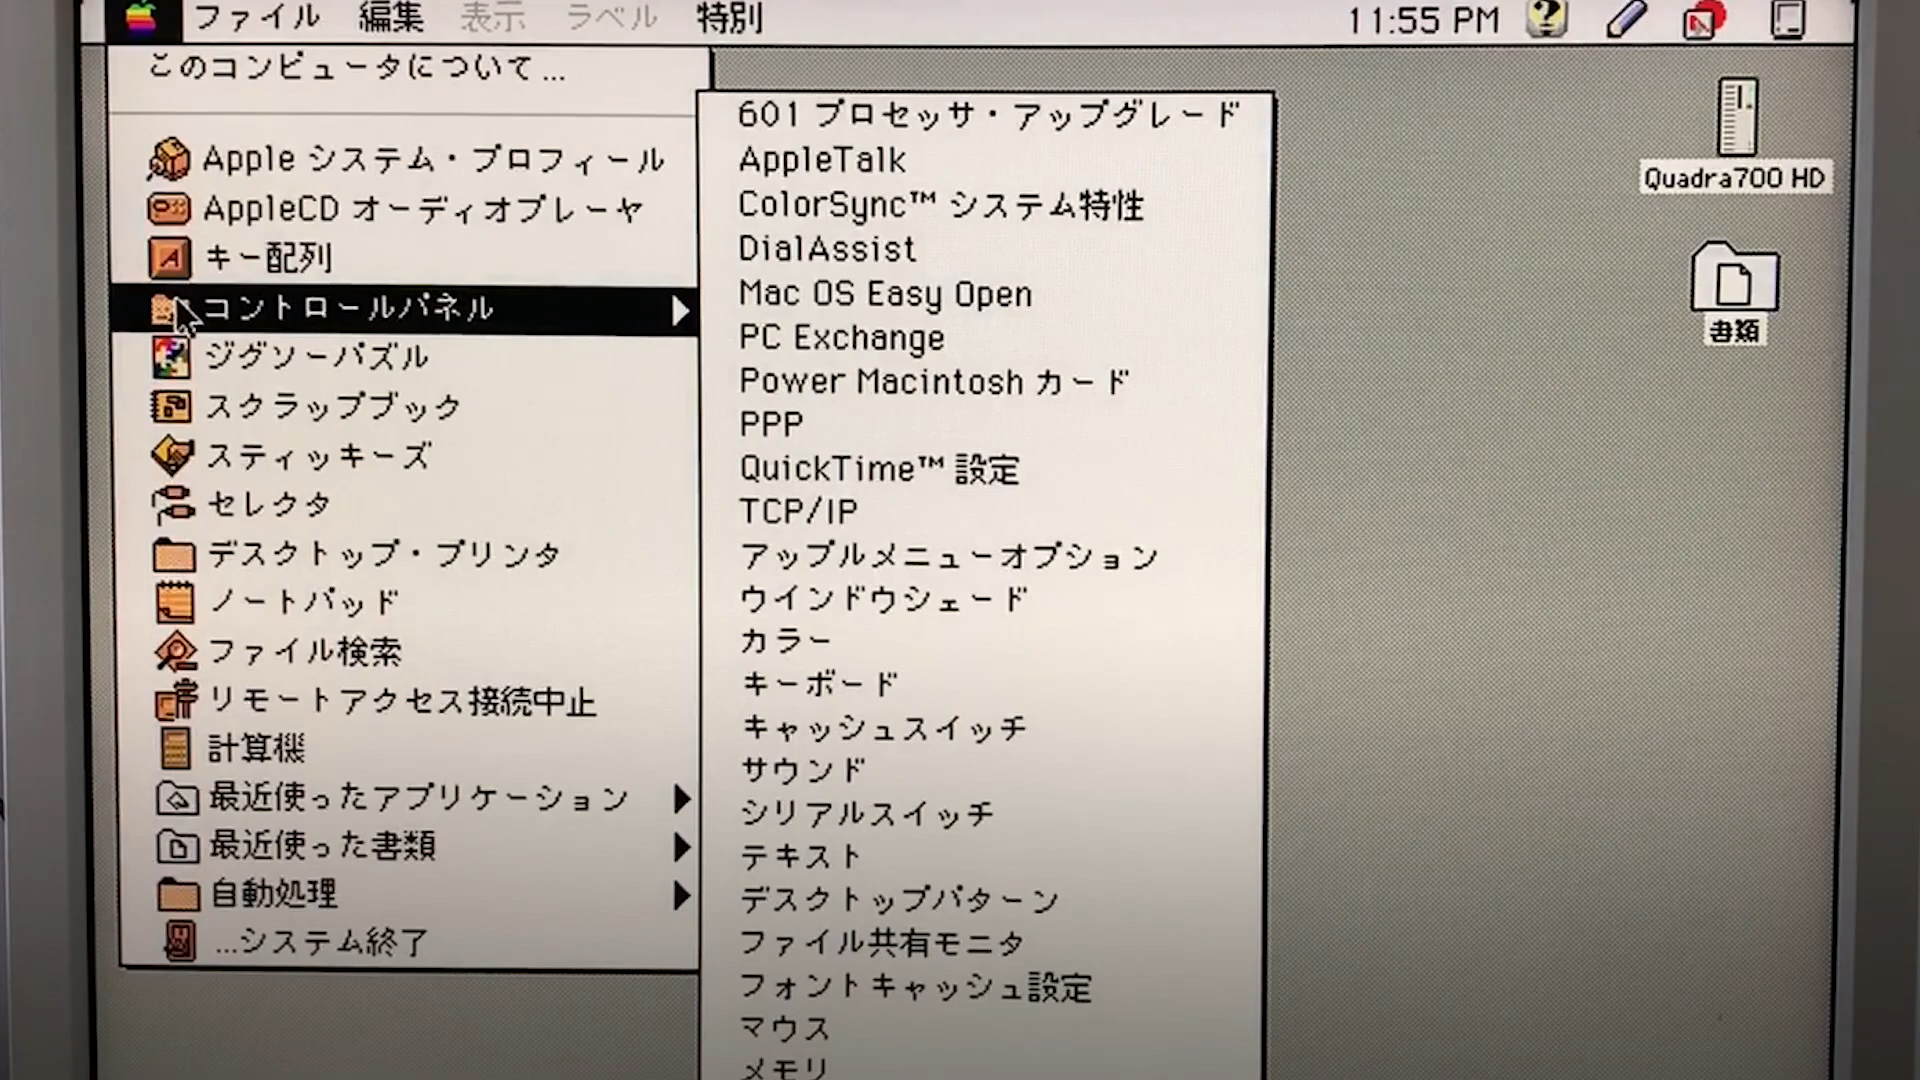 ファイル 編集 表示 ラベル 特別 11:55 PM
このコンピュータについて...
Apple システム・プロフィール
AppleCD オーディオプレーヤ
キー配列
コントロールパネル
ジグソーパズル
スクラップブック
スティッキーズ
セレクタ
デスクトップ・プリンタ
ノートパッド
ファイル検索
リモートアクセス接続中止
計算機
最近使ったアプリケーション
最近使った書類
自動処理
...システム終了
601 プロセッサ・アップグレード
AppleTalk
ColorSync™ システム特性
DialAssist
Mac OS Easy Open
PC Exchange
Power Macintosh カード
PPP
QuickTime™ 設定
TCP/IP
アップルメニューオプション
ウインドウシェード
カラー
キーボード
キャッシュスイッチ
サウンド
シリアルスイッチ
テキスト
デスクトップパターン
ファイル共有モニタ
フォントキャッシュ設定
マウス
メモリ
Quadra700 HD
書類